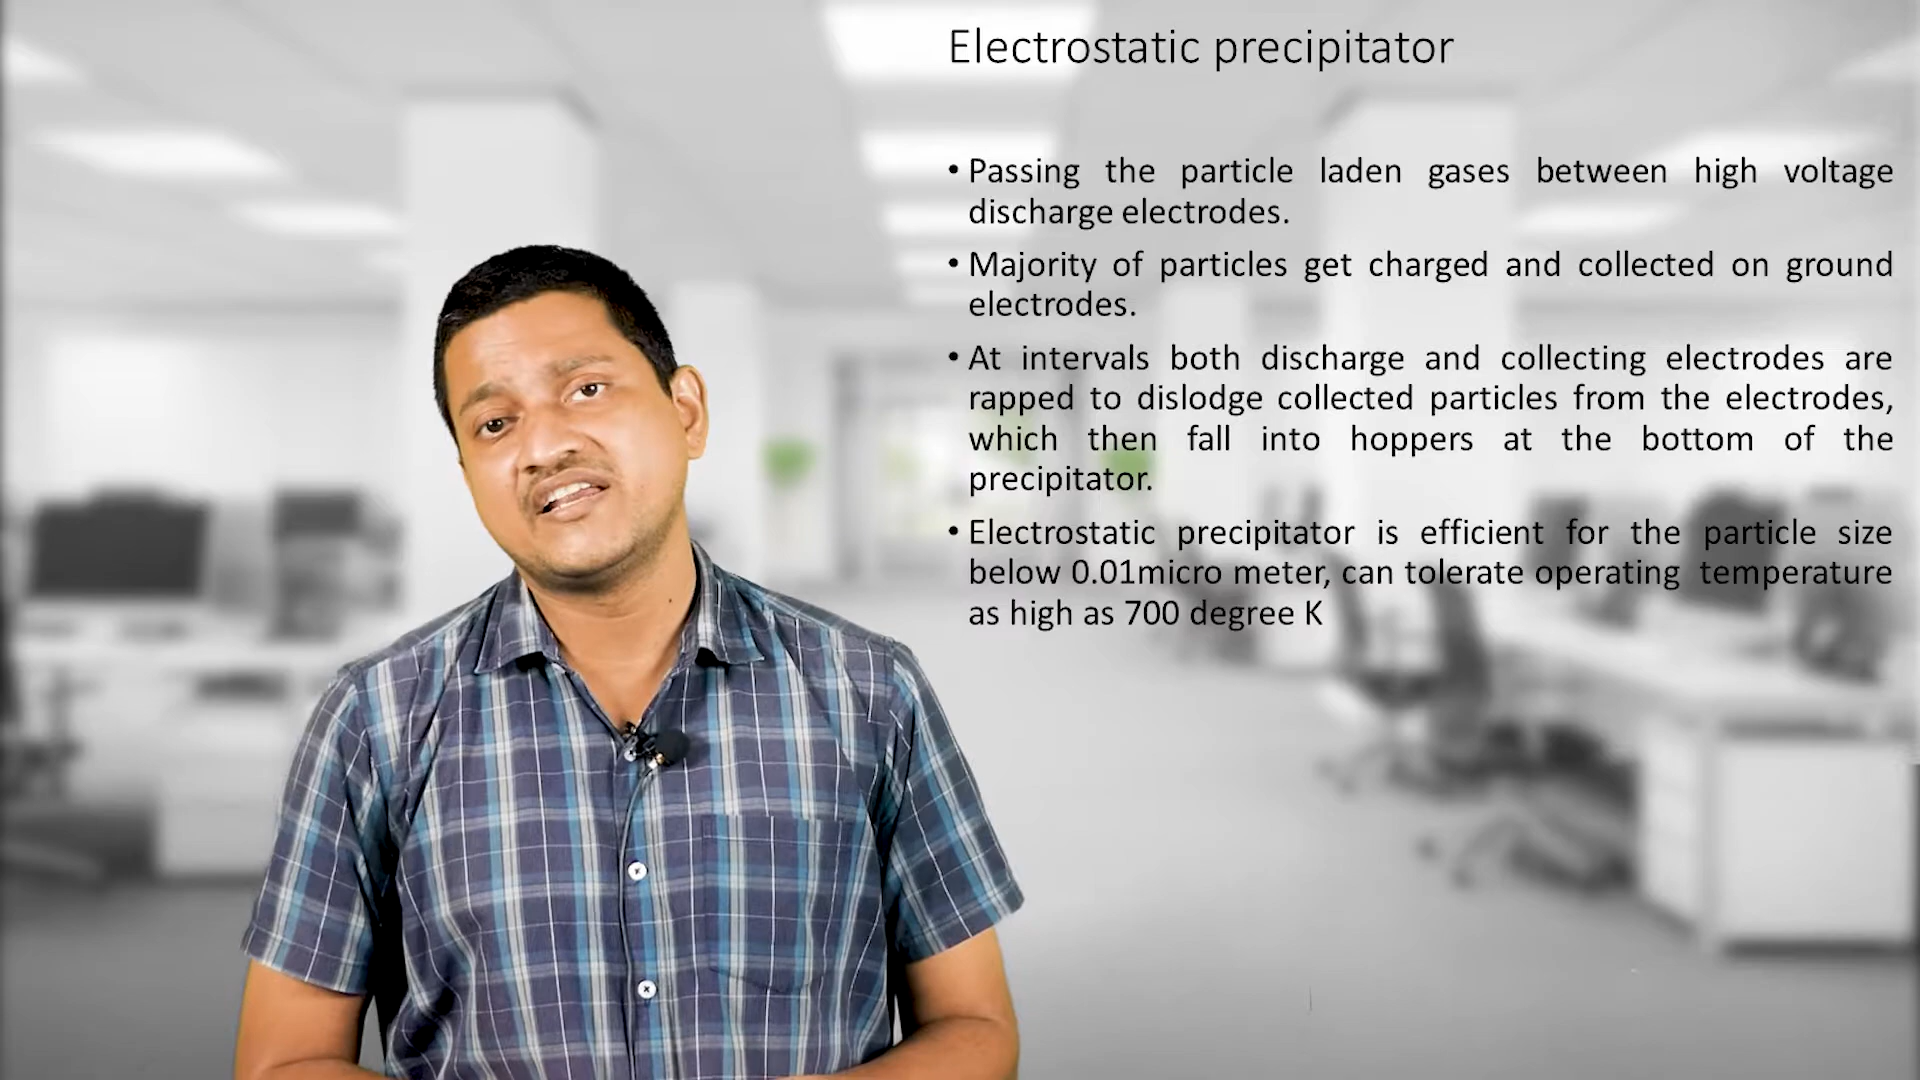 Electrostatic precipitator
• Passing the particle laden gases between high voltage
discharge electrodes.
• Majority of particles get charged and collected on ground
electrodes.
• At intervals both discharge and collecting electrodes are
rapped to dislodge collected particles from the electrodes,
which then fall into hoppers at the bottom of the
precipitator.
• Electrostatic precipitator is efficient for the particle size
below 0.01micro meter, can tolerate operating temperature
as high as 700 degree K